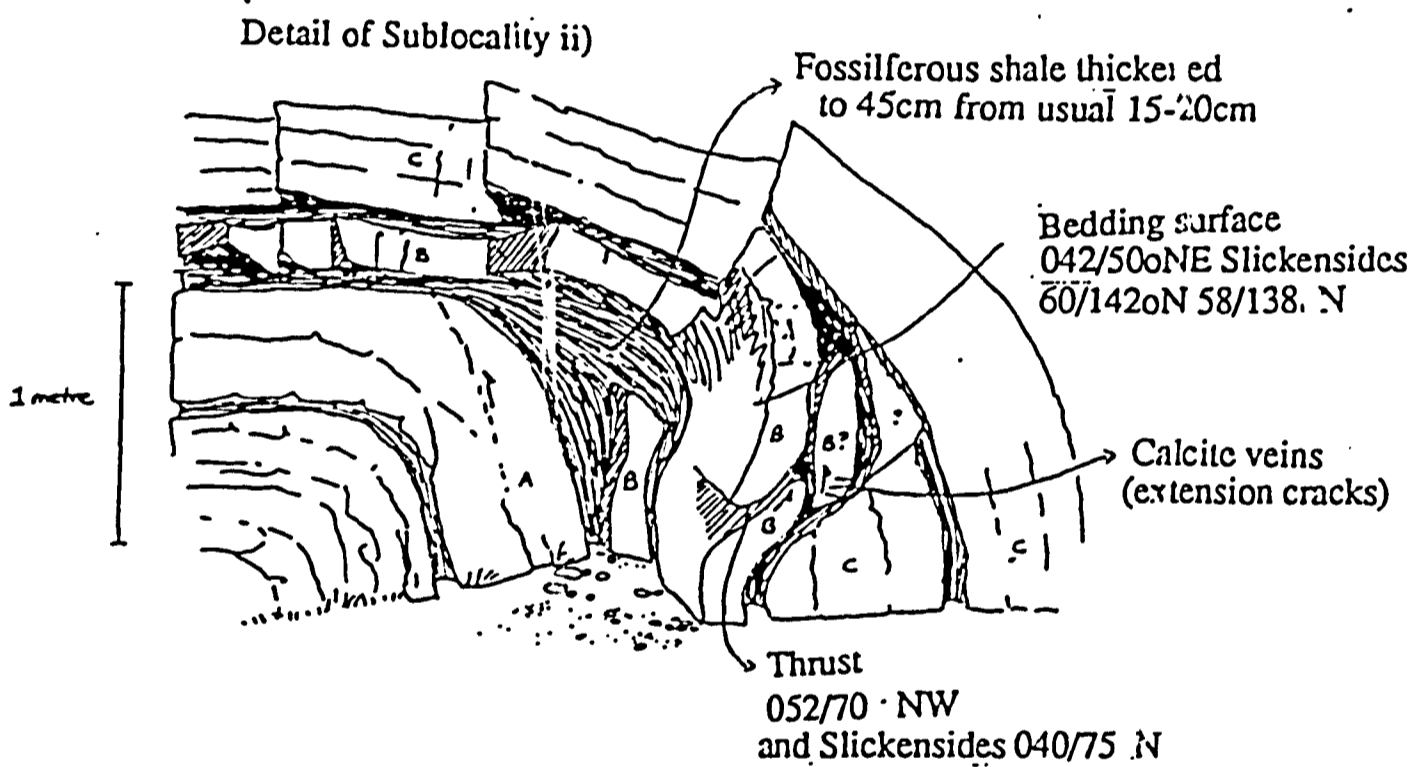 Detail of Sublocality ii)
Fossilferous shale thickened
to 45cm from usual 15-20cm
C
B
Bedding surface
042/50oNE Slickensides
60/142oN 58/138. N
1 metre
A
B
B
B?
B
C
C
Calcite veins
(extension cracks)
Thrust
052/70 · NW
and Slickensides 040/75 N